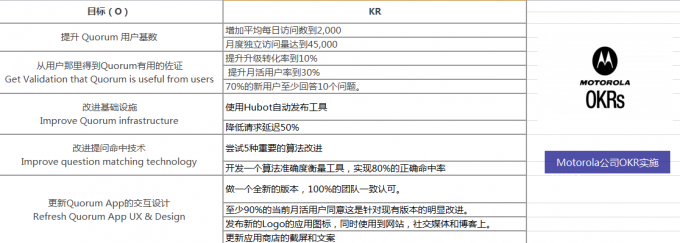 目标（O） KR
提升 Quorum 用户基数
增加平均每日访问数到2,000
月度独立访问量达到45,000
从用户那里得到Quorum有用的佐证
Get Validation that Quorum is useful from users
提升升级转化率到10%
提升月活用户率到30%
70%的新用户至少回答10个问题。
改进基础设施
Improve Quorum infrastructure
使用Hubot自动发布工具
降低请求延迟50%
改进提问命中技术
Improve question matching technology
尝试5种重要的算法改进
开发一个算法准确度衡量工具，实现80%的正确命中率
更新Quorum App的交互设计
Refresh Quorum App UX & Design
做一个全新的版本，100%的团队一致认可。
至少90%的当前月活用户同意这是针对现有版本的明显改进。
发布新的Logo的应用图标，同时使用到网站，社交媒体和博客上。
更新应用商店的截屏和文案
MOTOROLA
OKRs
Motorola公司OKR实施